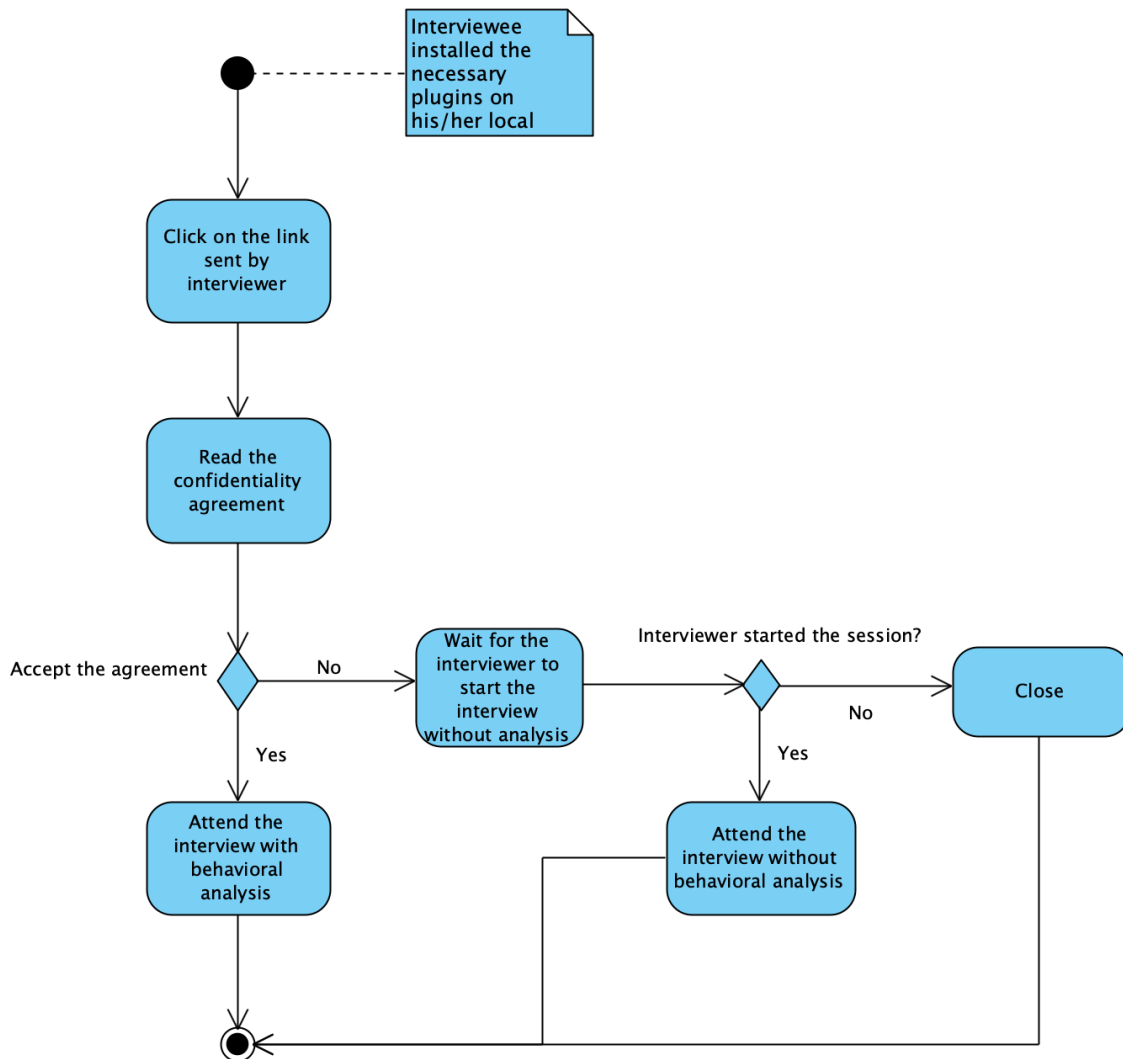 Interviewee
installed the
necessary
plugins on
his/her local
Click on the link
sent by
interviewer
Read the
confidentiality
agreement
Accept the agreement
No
Wait for the
interviewer to
start the
interview
without analysis
Interviewer started the session?
No
Close
Yes
Yes
Attend the
interview with
behavioral
analysis
Attend the
interview without
behavioral analysis